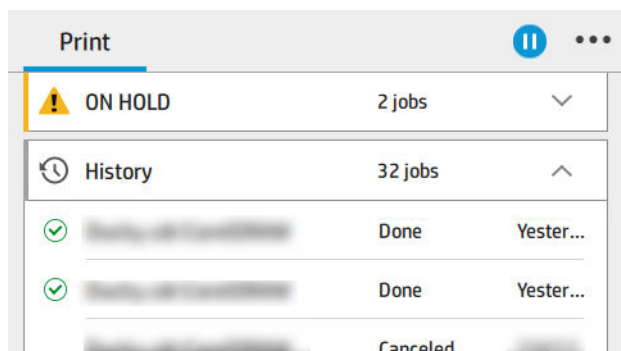 Print
ON HOLD 2 jobs
History 32 jobs
Done Yester...
Done Yester...
Canceled